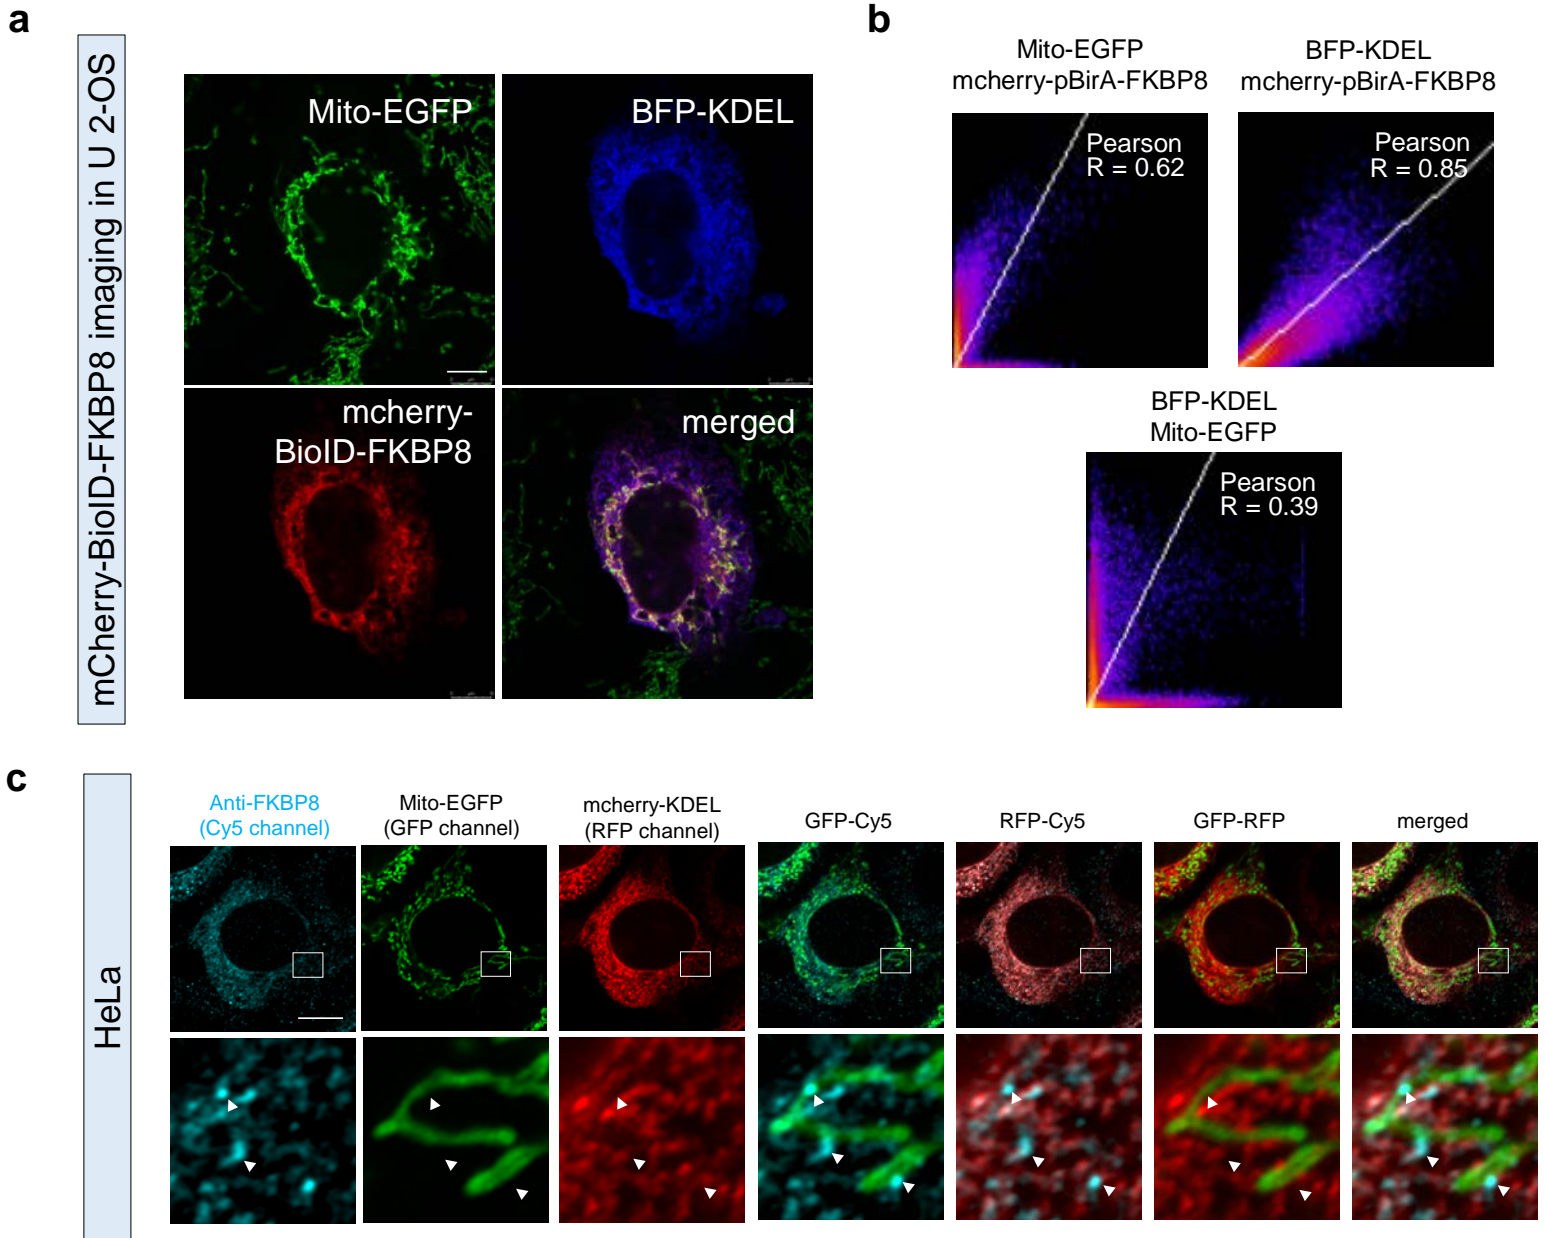 a
mCherry-BioID-FKBP8 imaging in U 2-OS
Mito-EGFP
BFP-KDEL
mcherry-
BioID-FKBP8
merged
b
Mito-EGFP
mcherry-pBirA-FKBP8
Pearson
R = 0.62
BFP-KDEL
mcherry-pBirA-FKBP8
Pearson
R = 0.85
BFP-KDEL
Mito-EGFP
Pearson
R = 0.39
c
HeLa
Anti-FKBP8
(Cy5 channel)
Mito-EGFP
(GFP channel)
mcherry-KDEL
(RFP channel)
GFP-Cy5
RFP-Cy5
GFP-RFP
merged